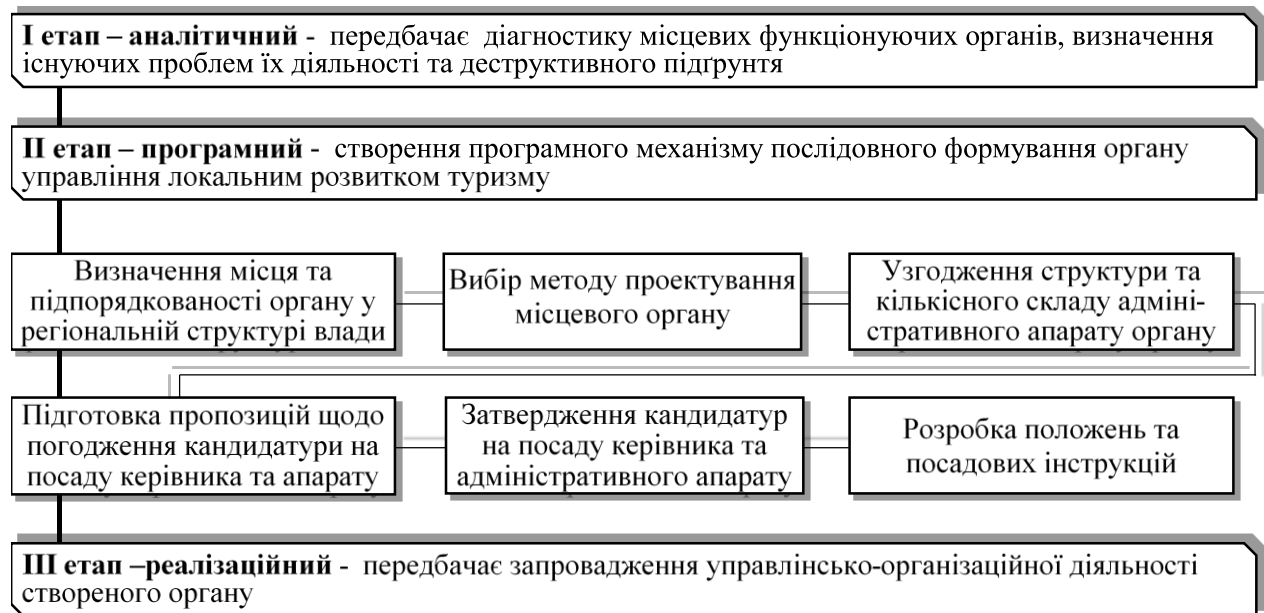 І етап – аналітичний - передбачає діагностику місцевих функціонуючих органів, визначення
існуючих проблем їх діяльності та деструктивного підґрунтя
ІІ етап – програмний - створення програмного механізму послідовного формування органу
управління локальним розвитком туризму
Визначення місця та
підпорядкованості органу у
регіональній структурі влади
Вибір методу проектування
місцевого органу
Узгодження структури та
кількісного складу адміні-
стративного апарату органу
Підготовка пропозицій щодо
погодження кандидатури на
посаду керівника та апарату
Затвердження кандидатур
на посаду керівника та
адміністративного апарату
Розробка положень та
посадових інструкцій
ІІІ етап –реалізаційний - передбачає запровадження управлінсько-організаційної діяльності
створеного органу